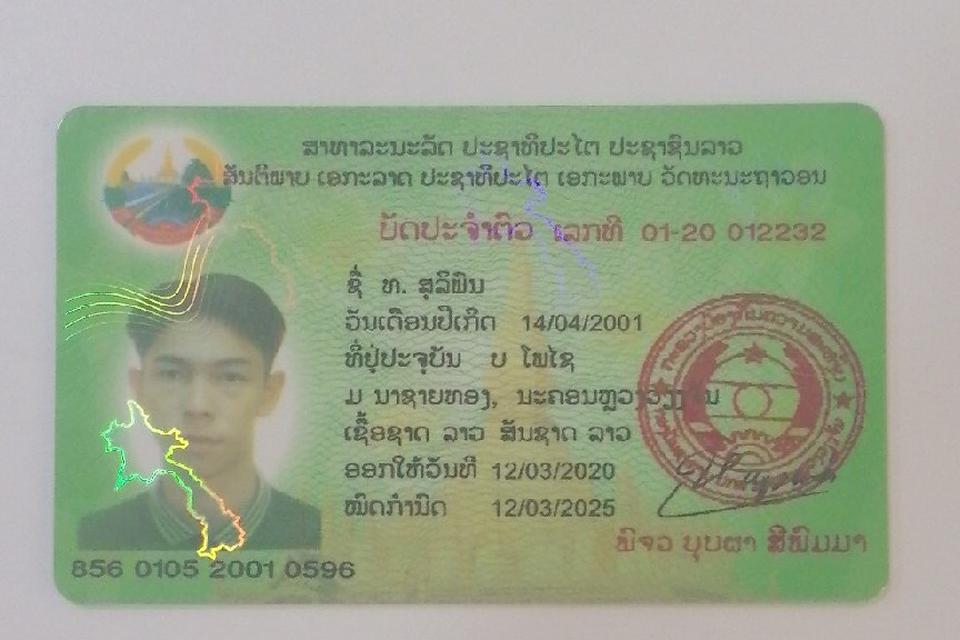 ສາທາລະນະລັດ ປະຊາທິປະໄຕ ປະຊາຊົນລາວ
ສັນຕິພາບ ເອກະລາດ ປະຊາທິປະໄຕ ເອກະພາບ ວັດທະນະຖາວອນ
ບັດປະຈຳຕົວ ເລກທີ 01-20 012232
ຊື່ ທ. ສຸລິພົນ
ວັນເດືອນປີເກີດ 14/04/2001
ທີ່ຢູ່ປະຈຸບັນ ບ ໂພໄຊ
ມ ນາຊາຍທອງ, ນະຄອນຫຼວງວຽງຈັນ
ເຊື້ອຊາດ ລາວ ສັນຊາດ ລາວ
ອອກໃຫ້ວັນທີ 12/03/2020
ໝົດກຳນົດ 12/03/2025
ພົຈວ ບຸບຜາ ສີພົມມາ
856 0105 2001 0596